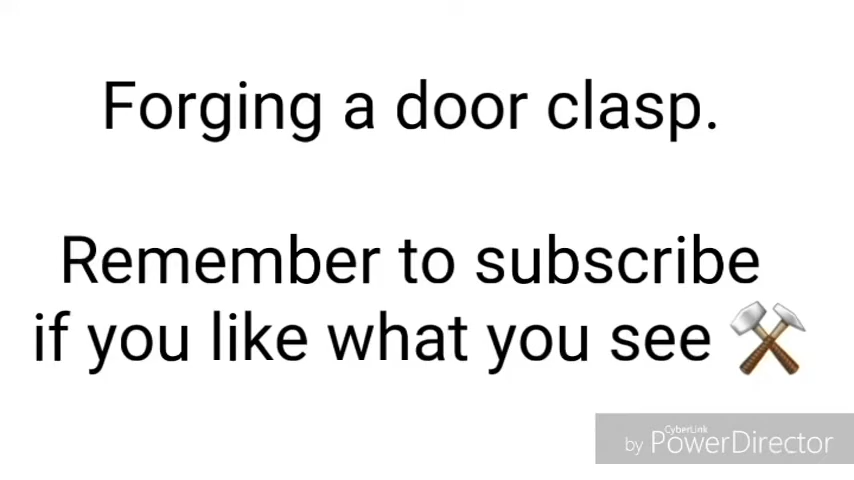 Forging a door clasp.
Remember to subscribe
if you like what you see ⚒
CyberLink
by PowerDirector